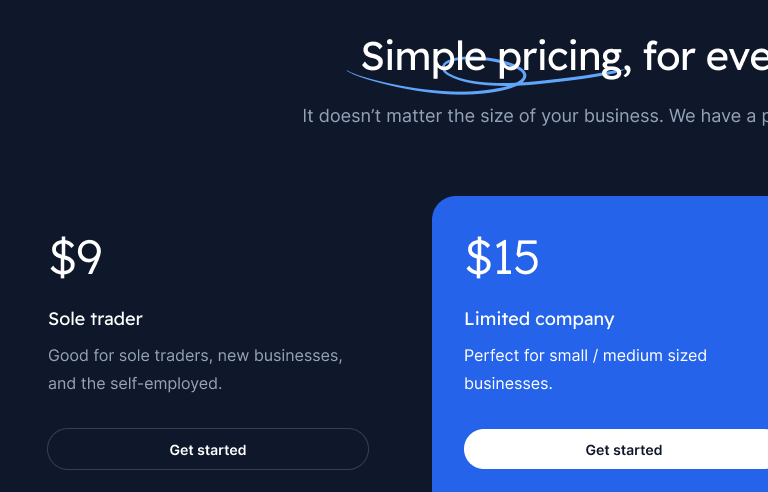 Simple pricing, for eve
It doesn’t matter the size of your business. We have a
$9
Sole trader
Good for sole traders, new businesses,
and the self-employed.
Get started
$15
Limited company
Perfect for small / medium sized
businesses.
Get started